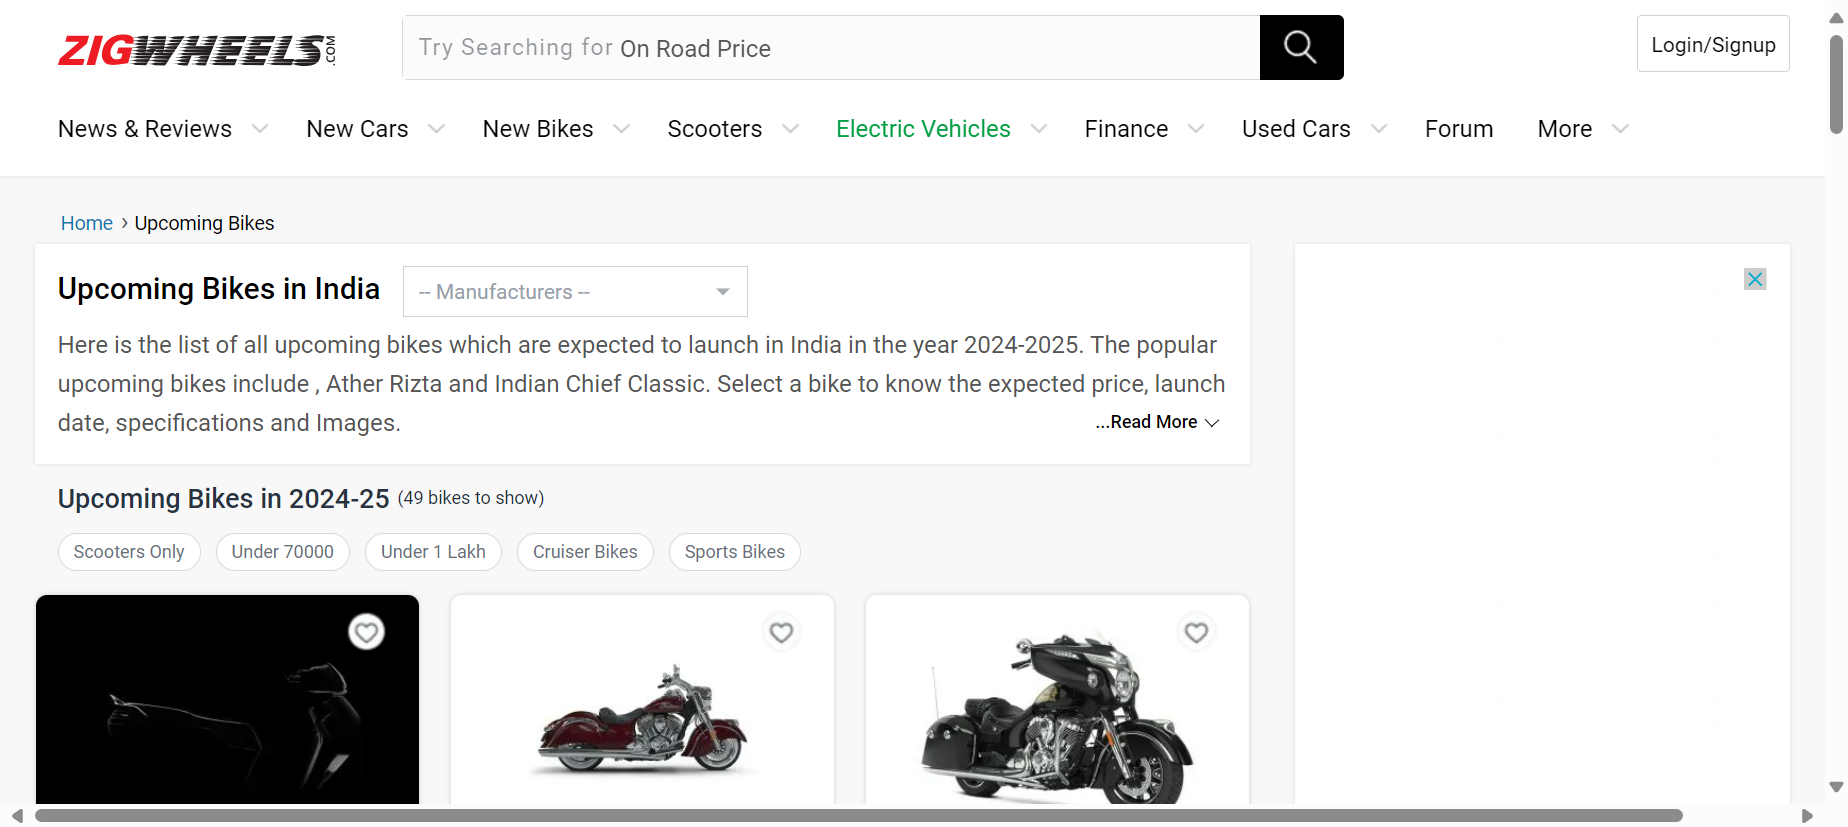 ZIGWHEELS.COM
Try Searching for On Road Price
Login/Signup
News & Reviews New Cars New Bikes Scooters Electric Vehicles Finance Used Cars Forum More
Home › Upcoming Bikes
Upcoming Bikes in India
-- Manufacturers --
Here is the list of all upcoming bikes which are expected to launch in India in the year 2024-2025. The popular
upcoming bikes include , Ather Rizta and Indian Chief Classic. Select a bike to know the expected price, launch
date, specifications and Images.
...Read More
Upcoming Bikes in 2024-25 (49 bikes to show)
Scooters Only Under 70000 Under 1 Lakh Cruiser Bikes Sports Bikes